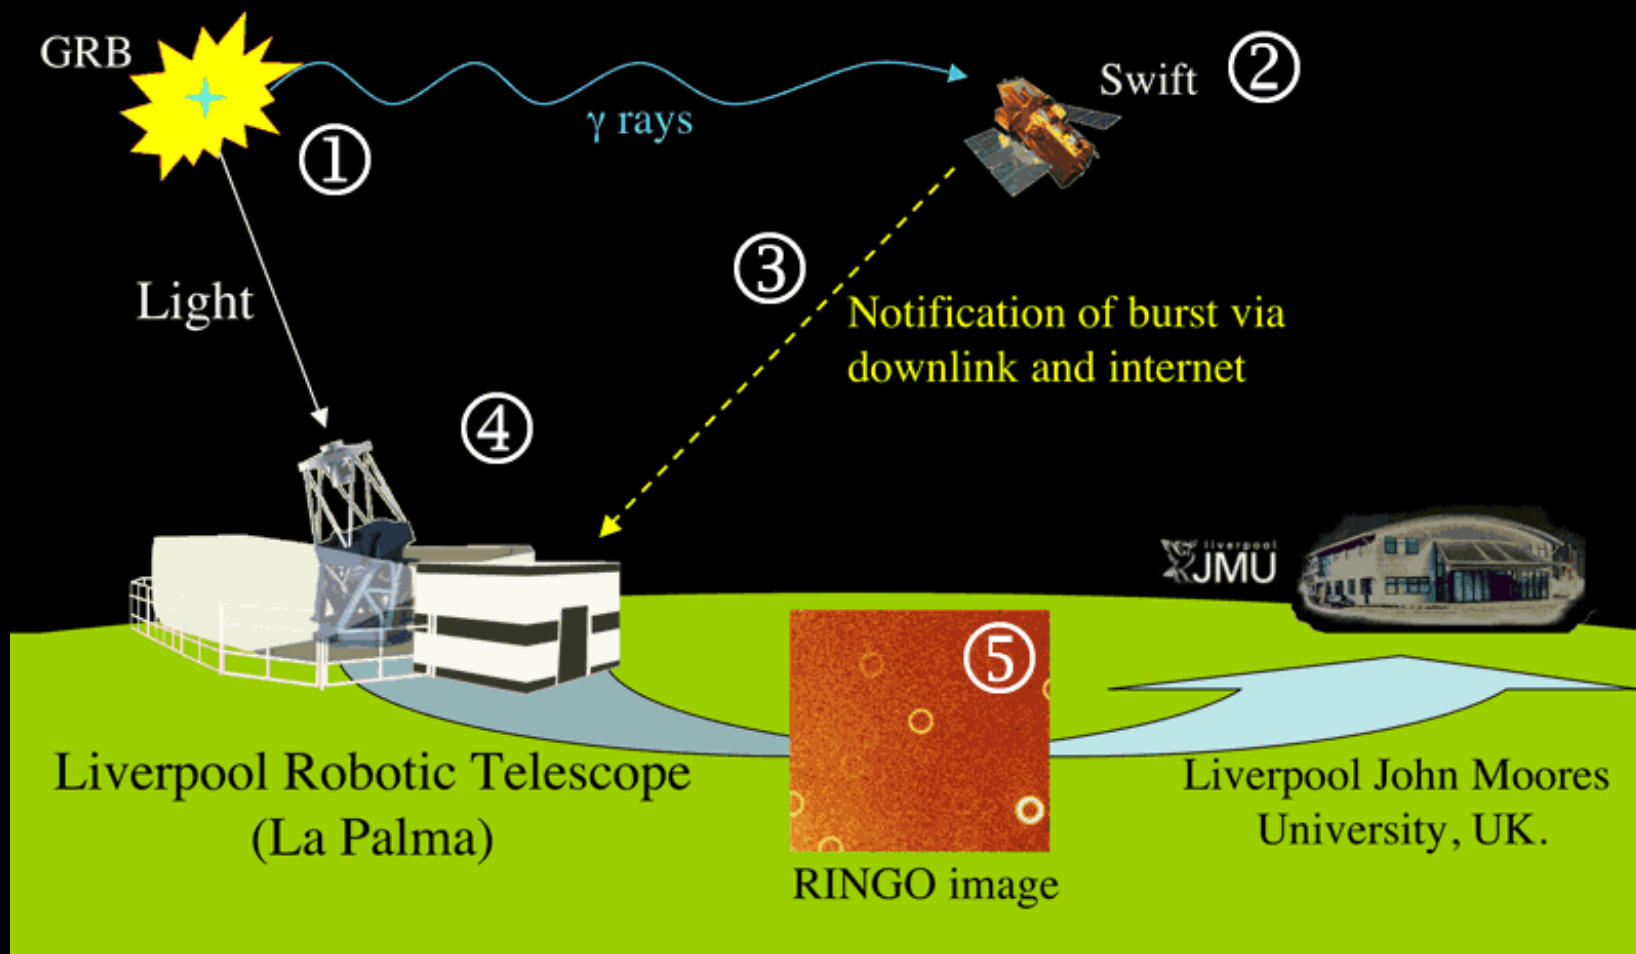 GRB
①
γ rays
Swift
②
Light
③
Notification of burst via
downlink and internet
④
liverpool
JMU
⑤
Liverpool Robotic Telescope
(La Palma)
RINGO image
Liverpool John Moores
University, UK.